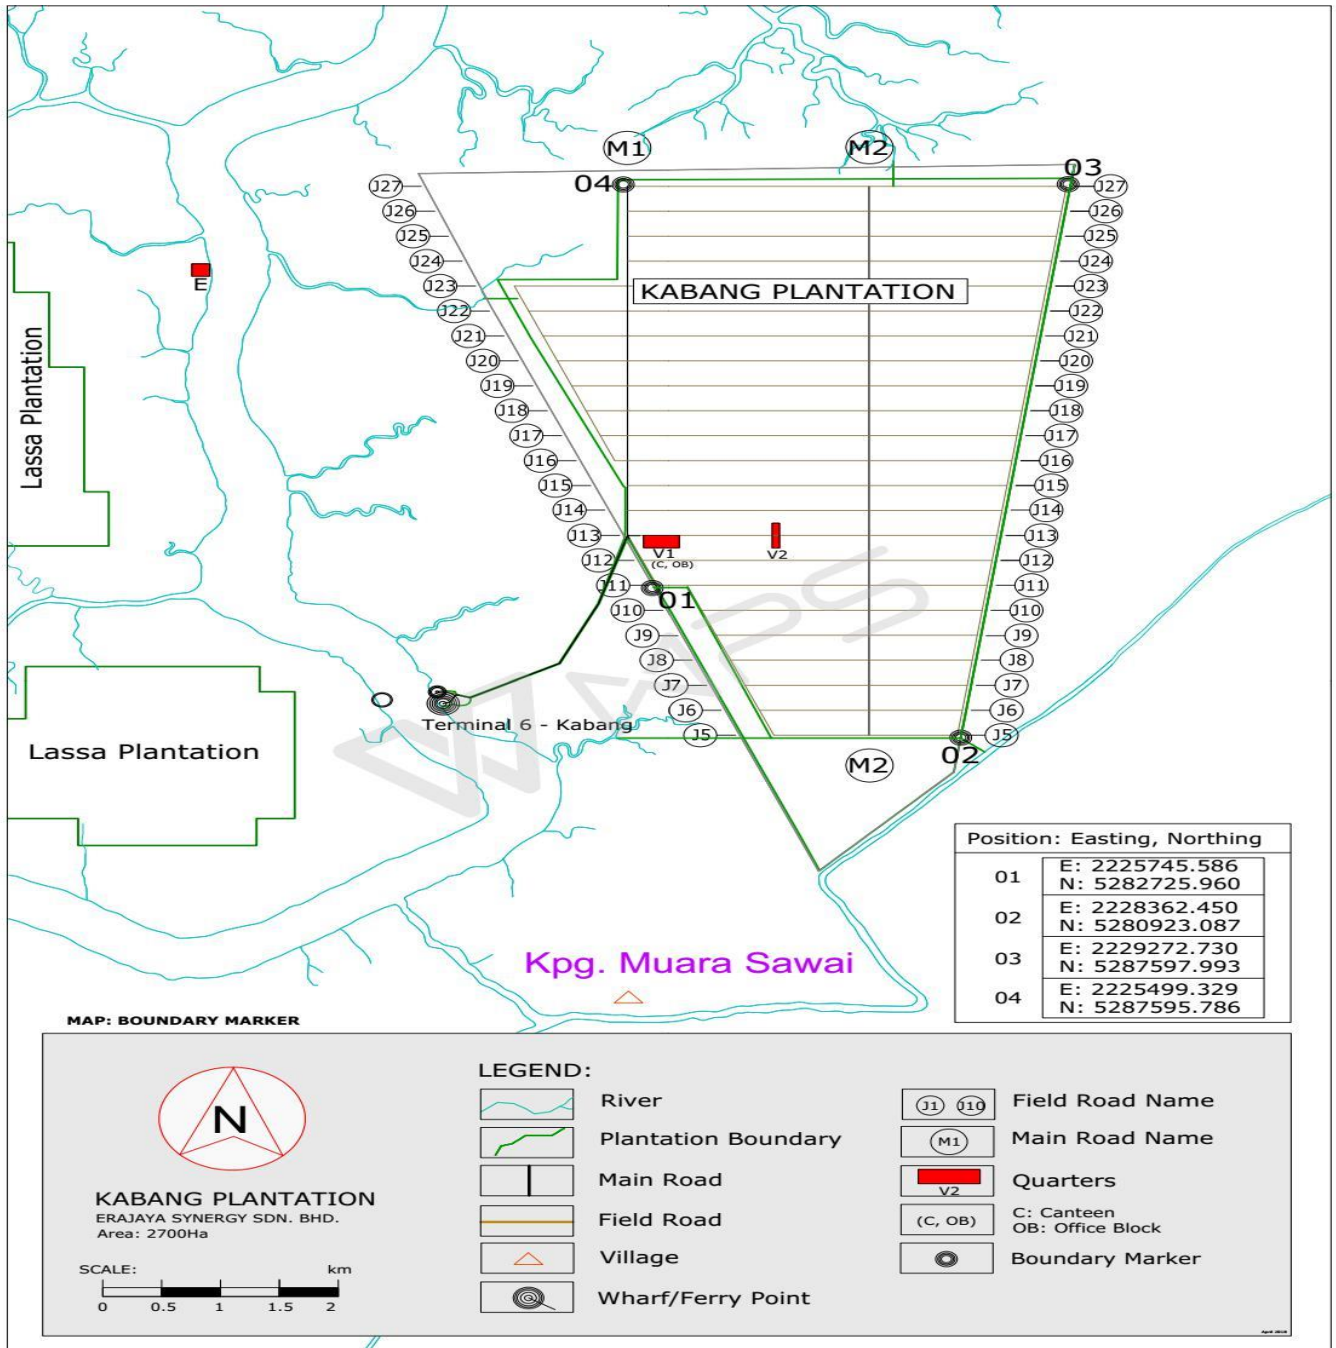 M1
M2
04
03
J27
J26
J25
J24
J23
J22
J21
J20
J19
J18
J17
J16
J15
J14
J13
J12
J11
J10
J9
J8
J7
J6
J5
J27
J26
J25
J24
J23
J22
J21
J20
J19
J18
J17
J16
J15
J14
J13
J12
J11
J10
J9
J8
J7
J6
J5
E
KABANG PLANTATION
Lassa Plantation
V1
(C, OB)
V2
01
WPS
Terminal 6 - Kabang
Lassa Plantation
M2
02
Kpg. Muara Sawai
Position: Easting, Northing
01
E: 2225745.586
N: 5282725.960
02
E: 2228362.450
N: 5280923.087
03
E: 2229272.730
N: 5287597.993
04
E: 2225499.329
N: 5287595.786
MAP: BOUNDARY MARKER
N
KABANG PLANTATION
ERAJAYA SYNERGY SDN. BHD.
Area: 2700Ha
SCALE: km
0 0.5 1 1.5 2
LEGEND:
River
Plantation Boundary
Main Road
Field Road
Village
Wharf/Ferry Point
J1 J10 Field Road Name
M1 Main Road Name
V2 Quarters
(C, OB) C: Canteen
OB: Office Block
Boundary Marker